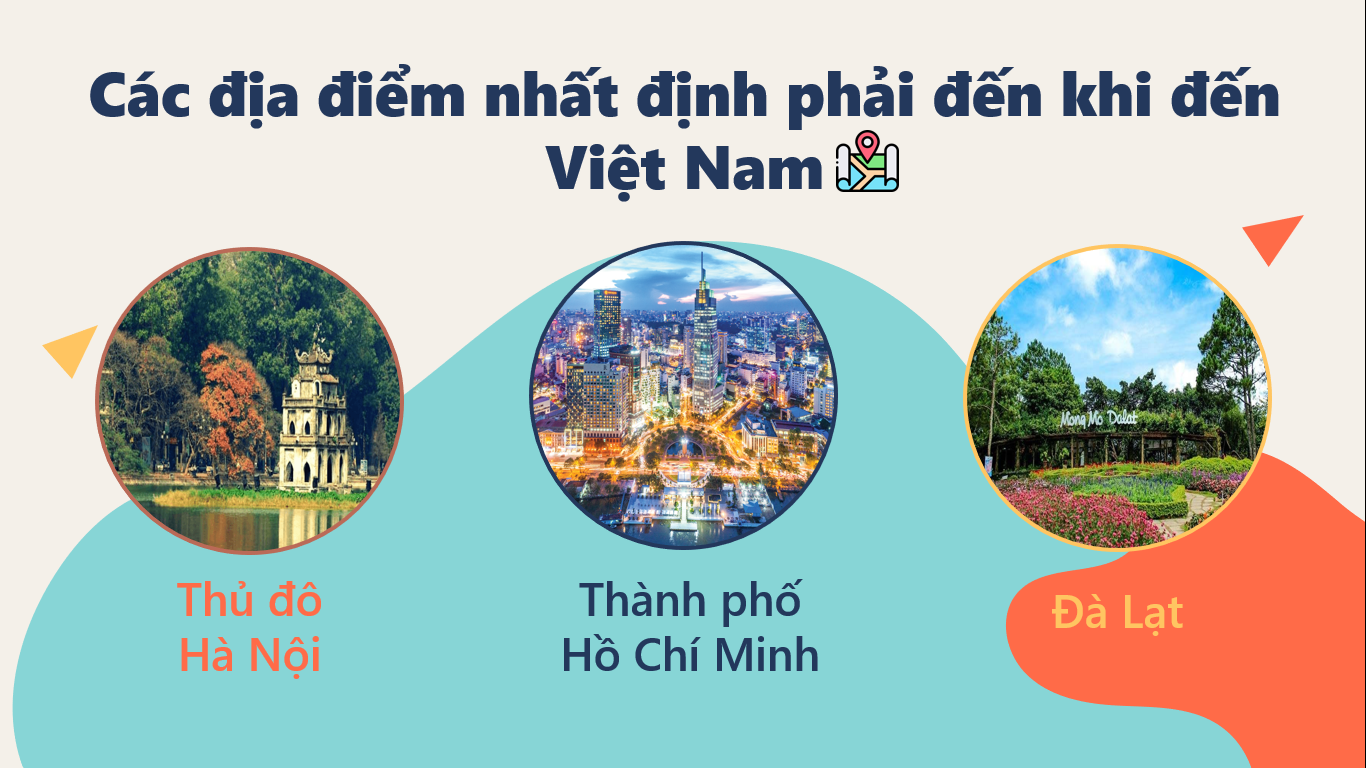 Các địa điểm nhất định phải đến khi đến
Việt Nam
Mong Mo Dalat
Thủ đô
Hà Nội
Thành phố
Hồ Chí Minh
Đà Lạt